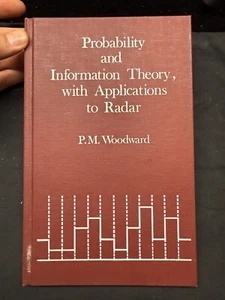 Probability
and
Information Theory,
with Applications
to Radar
P.M. Woodward